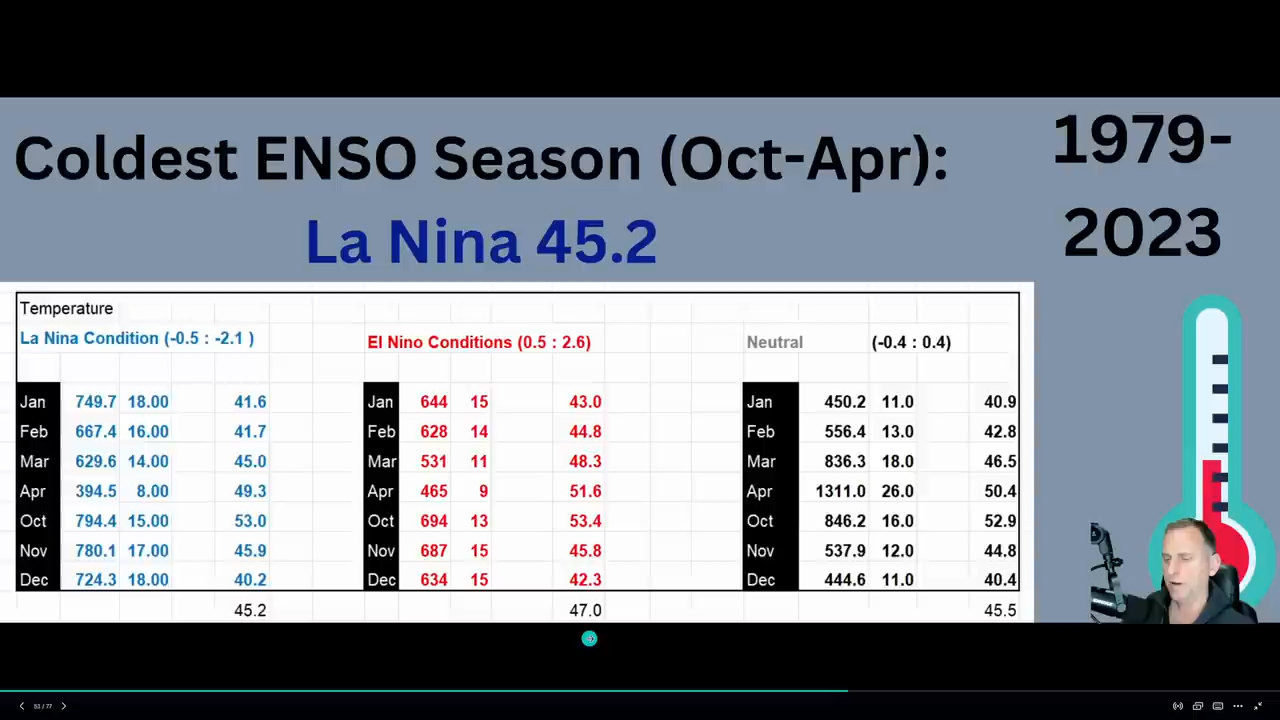 Coldest ENSO Season (Oct-Apr):
La Nina 45.2
1979-
2023
Temperature
La Nina Condition (-0.5 : -2.1 )
El Nino Conditions (0.5 : 2.6)
Neutral (-0.4 : 0.4)
Jan 749.7 18.00 41.6 Jan 644 15 43.0 Jan 450.2 11.0 40.9
Feb 667.4 16.00 41.7 Feb 628 14 44.8 Feb 556.4 13.0 42.8
Mar 629.6 14.00 45.0 Mar 531 11 48.3 Mar 836.3 18.0 46.5
Apr 394.5 8.00 49.3 Apr 465 9 51.6 Apr 1311.0 26.0 50.4
Oct 794.4 15.00 53.0 Oct 694 13 53.4 Oct 846.2 16.0 52.9
Nov 780.1 17.00 45.9 Nov 687 15 45.8 Nov 537.9 12.0 44.8
Dec 724.3 18.00 40.2 Dec 634 15 42.3 Dec 444.6 11.0 40.4
45.2 47.0 45.5